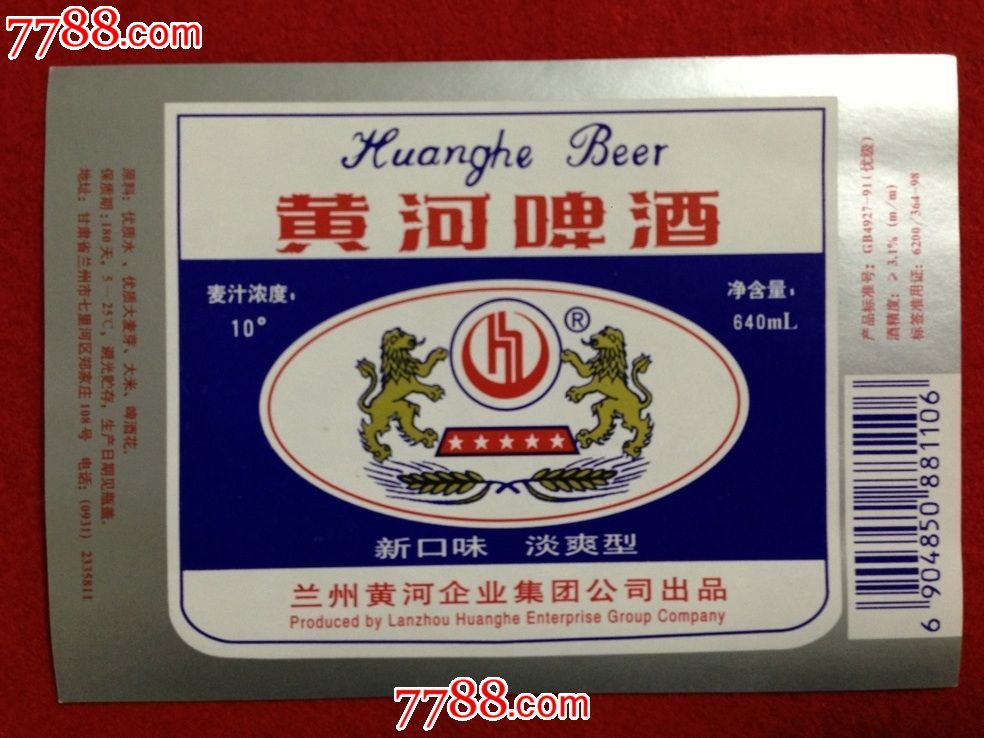 7788.com
Huanghe Beer
黄河啤酒
麦汁浓度:
10°
净含量:
640mL
R
新口味 淡爽型
兰州黄河企业集团公司出品
Produced by Lanzhou Huanghe Enterprise Group Company
原料: 优质水、优质大麦芽、大米、啤酒花.
保质期:180天, 5—25℃, 避光贮存, 生产日期见瓶盖.
地址: 甘肃省兰州市七里河区郑家庄108号 电话: (0931) 2335811
产品标准号: GB4927-91 (优级)
酒精度: ≥3.1% (m/m)
标签准用证: 6200/364-98
6 904850 881106
7788.com
7788.com